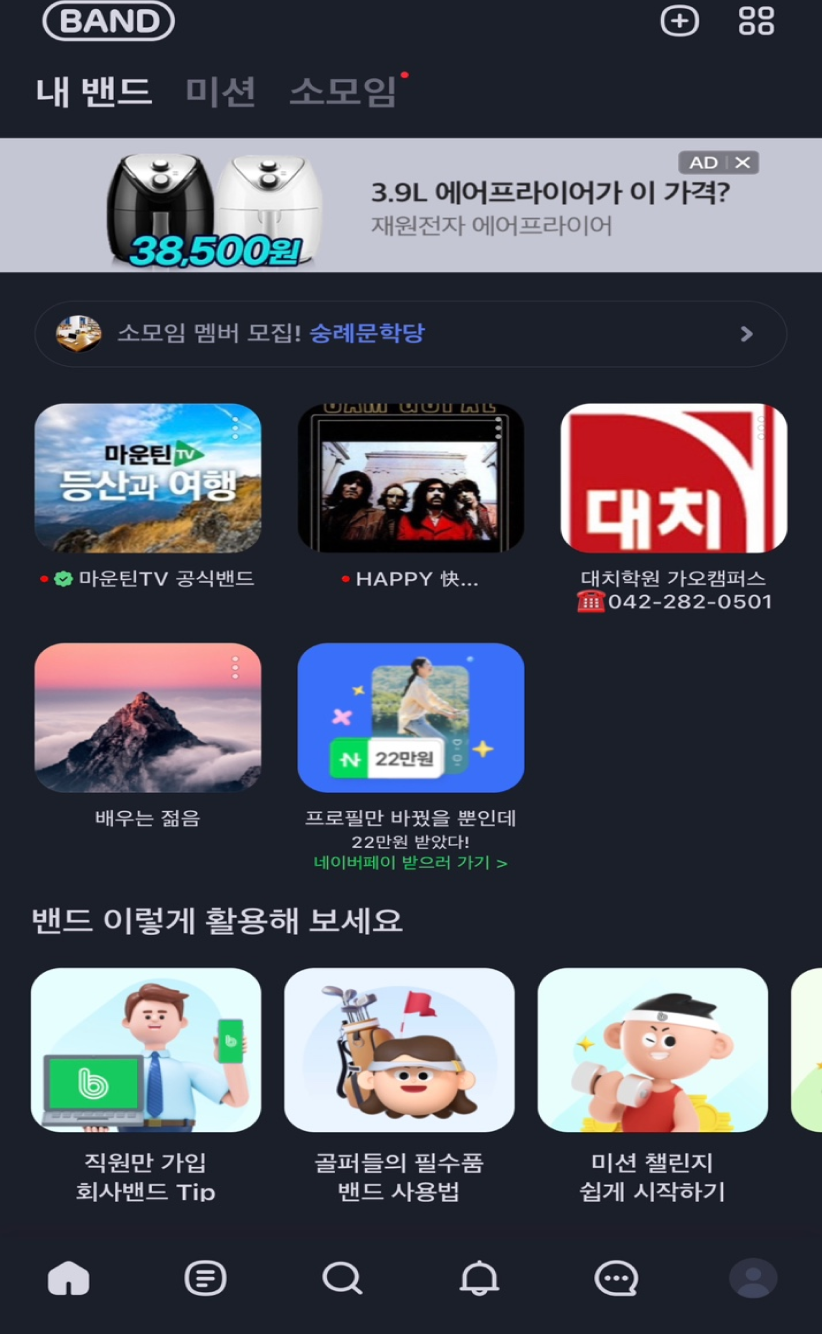 BAND
내 밴드 미션 소모임
AD X
3.9L 에어프라이어가 이 가격?
재원전자 에어프라이어
38,500원
소모임 멤버 모집! 숭례문학당
마운틴TV
등산과 여행
대치
마운틴TV 공식밴드
HAPPY 快...
대치학원 가오캠퍼스
☎042-282-0501
N 22만원
배우는 젊음
프로필만 바꿨을 뿐인데
22만원 받았다!
네이버페이 받으러 가기 >
밴드 이렇게 활용해 보세요
직원만 가입
회사밴드 Tip
골퍼들의 필수품
밴드 사용법
미션 챌린지
쉽게 시작하기